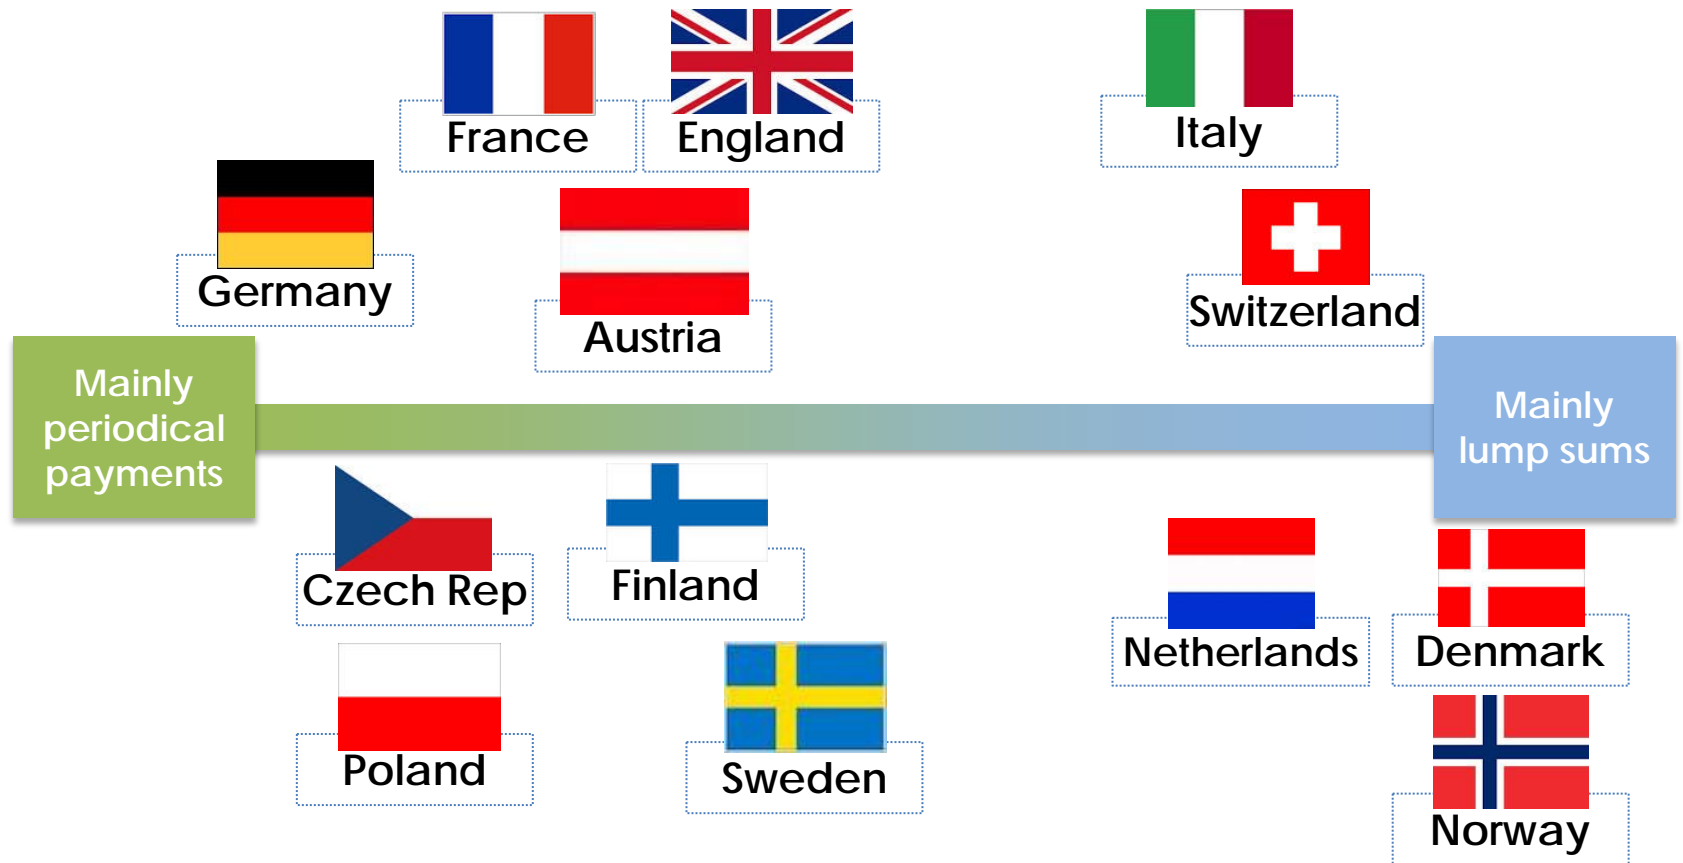 France
England
Italy
Germany
Austria
Switzerland
Mainly
periodical
payments
Mainly
lump sums
Czech Rep
Finland
Netherlands
Denmark
Poland
Sweden
Norway